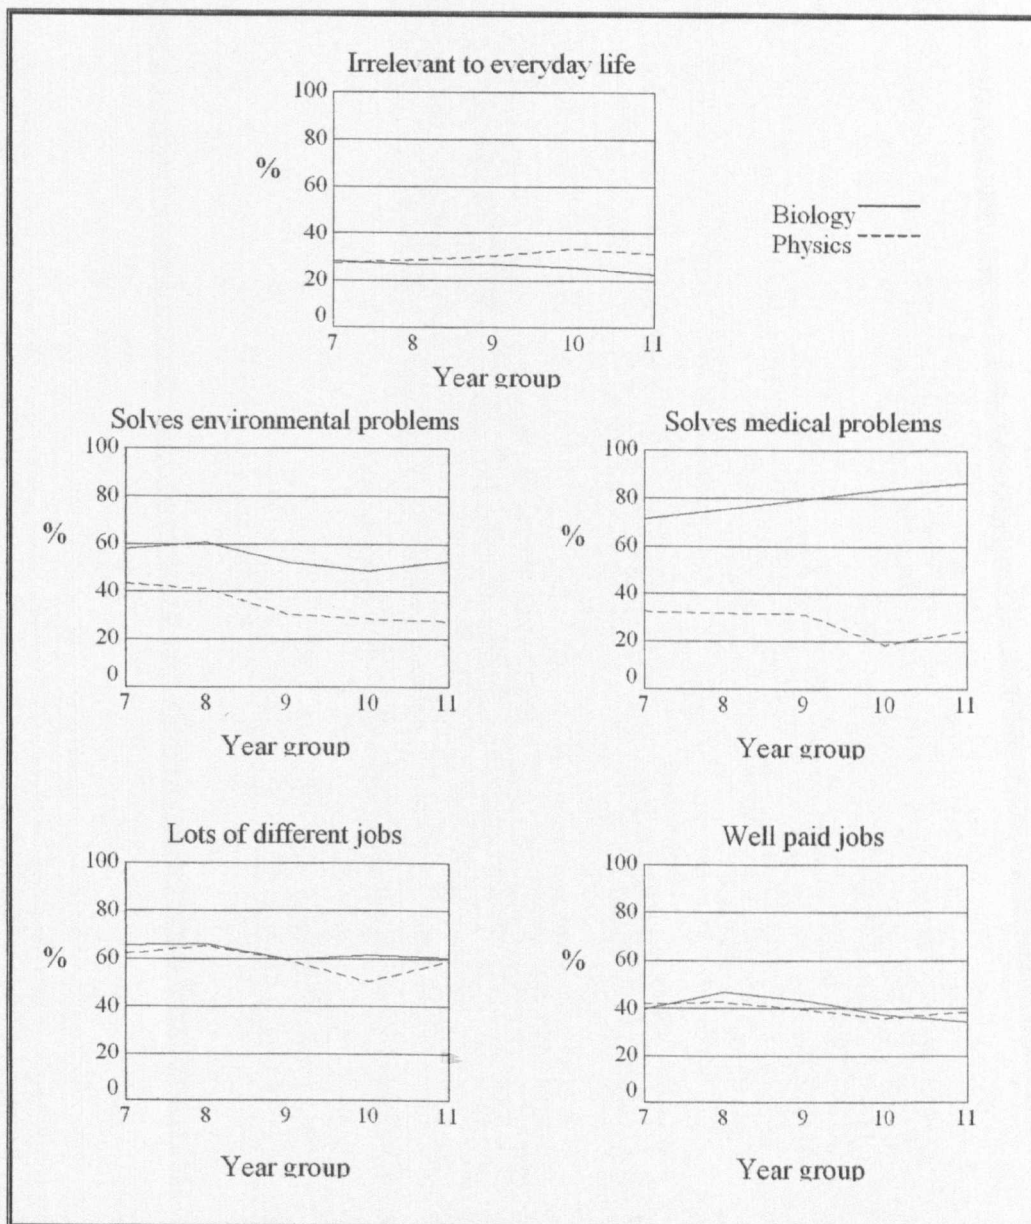 Irrelevant to everyday life
100
80
%
60
40
20
0
7 8 9 10 11
Year group
Biology
Physics
Solves environmental problems
100
80
%
60
40
20
0
7 8 9 10 11
Year group
Solves medical problems
100
80
%
60
40
20
0
7 8 9 10 11
Year group
Lots of different jobs
100
80
%
60
40
20
0
7 8 9 10 11
Year group
Well paid jobs
100
80
%
60
40
20
0
7 8 9 10 11
Year group